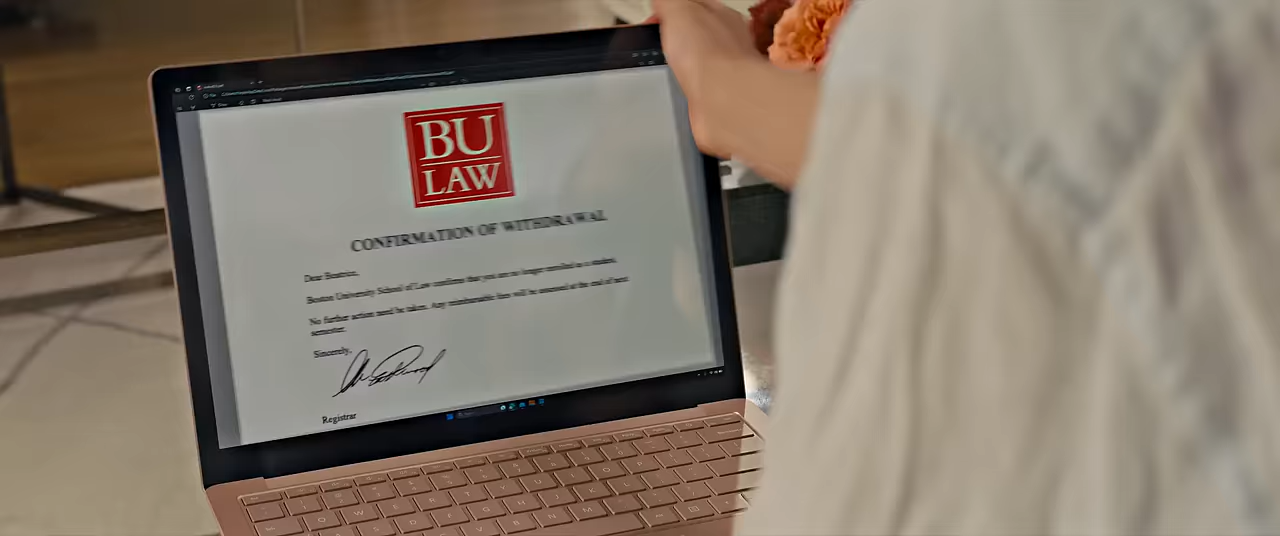 BU
LAW
CONFIRMATION OF WITHDRAWAL
Dear Beatrice,
Boston University School of Law confirms that you are no longer enrolled as a student.
No further action need be taken. Any reimbursable fees will be assessed at the end of next
semester.
Sincerely,
Registrar